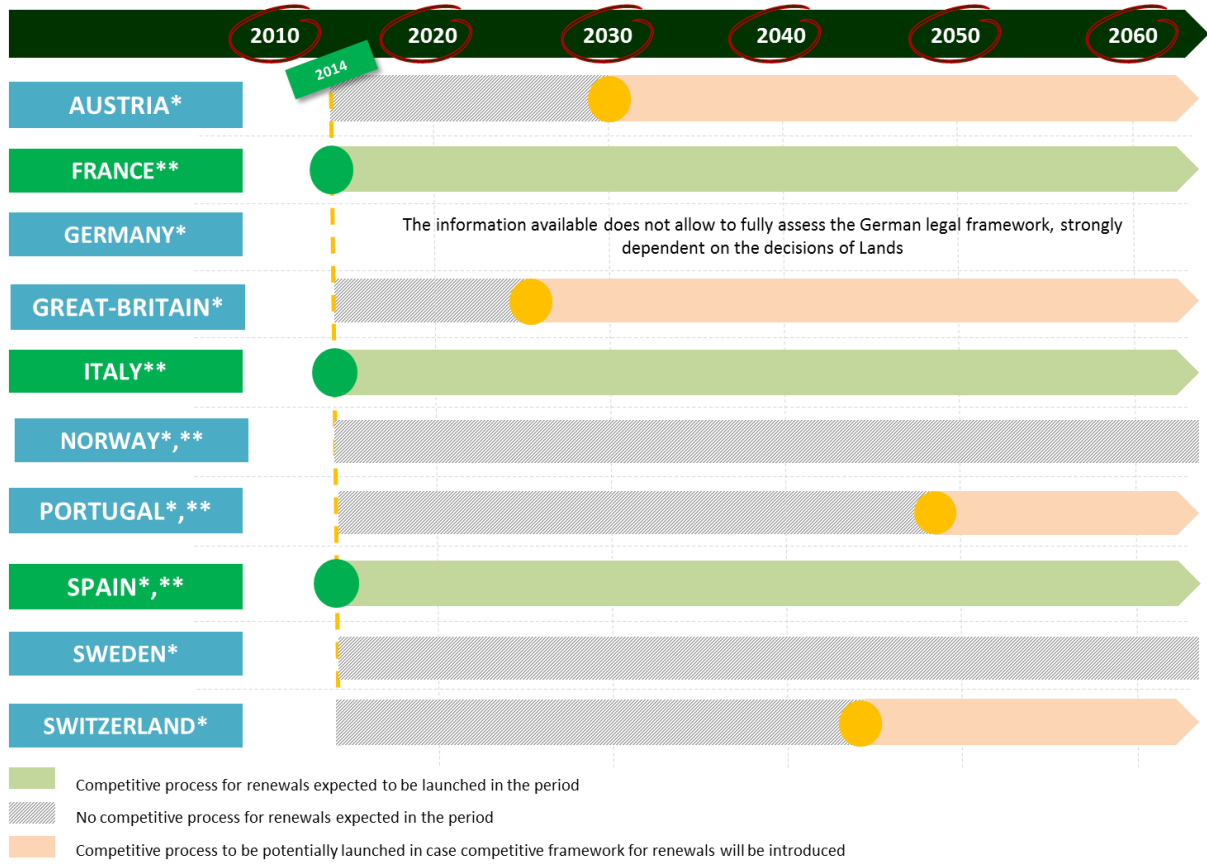 2010 2020 2030 2040 2050 2060
2014
AUSTRIA*
FRANCE**
GERMANY*
The information available does not allow to fully assess the German legal framework, strongly
dependent on the decisions of Lands
GREAT-BRITAIN*
ITALY**
NORWAY*,**
PORTUGAL*,**
SPAIN*,**
SWEDEN*
SWITZERLAND*
Competitive process for renewals expected to be launched in the period
No competitive process for renewals expected in the period
Competitive process to be potentially launched in case competitive framework for renewals will be introduced